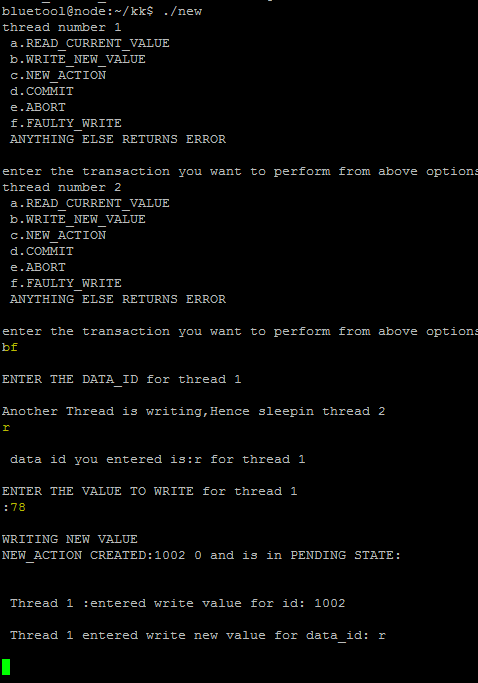 bluetool@node:~/kk$ ./new
thread number 1
a.READ_CURRENT_VALUE
b.WRITE_NEW_VALUE
c.NEW_ACTION
d.COMMIT
e.ABORT
f.FAULTY_WRITE
ANYTHING ELSE RETURNS ERROR
enter the transaction you want to perform from above options
thread number 2
a.READ_CURRENT_VALUE
b.WRITE_NEW_VALUE
c.NEW_ACTION
d.COMMIT
e.ABORT
f.FAULTY_WRITE
ANYTHING ELSE RETURNS ERROR
enter the transaction you want to perform from above options
bf
ENTER THE DATA_ID for thread 1
Another Thread is writing,Hence sleepin thread 2
r
data id you entered is:r for thread 1
ENTER THE VALUE TO WRITE for thread 1
:78
WRITING NEW VALUE
NEW_ACTION CREATED:1002 0 and is in PENDING STATE:
Thread 1 :entered write value for id: 1002
Thread 1 entered write new value for data_id: r